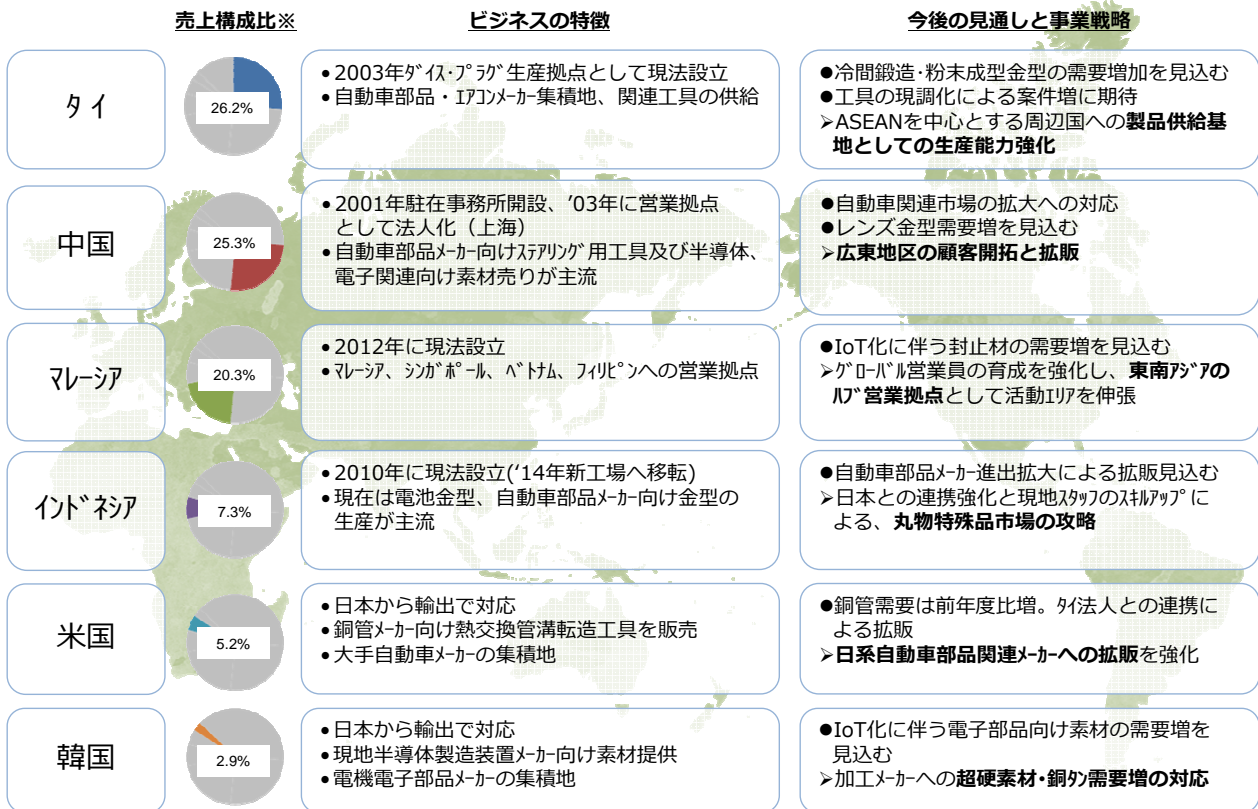 売上構成比※
ビジネスの特徴
今後の見通しと事業戦略
タイ
26.2%
•2003年ﾀﾞｲｽ･ﾌﾟﾗｸﾞ生産拠点として現法設立
•自動車部品・ｴｱｺﾝﾒｰｶｰ集積地、関連工具の供給
●冷間鍛造･粉末成型金型の需要増加を見込む
●工具の現調化による案件増に期待
➢ASEANを中心とする周辺国への製品供給基
地としての生産能力強化
中国
25.3%
•2001年駐在事務所開設、’03年に営業拠点
として法人化（上海）
•自動車部品ﾒｰｶｰ向けｽﾃｱﾘﾝｸﾞ用工具及び半導体、
電子関連向け素材売りが主流
●自動車関連市場の拡大への対応
●レンズ金型需要増を見込む
➢広東地区の顧客開拓と拡販
ﾏﾚｰｼｱ
20.3%
•2012年に現法設立
•ﾏﾚｰｼｱ、ｼﾝｶﾞﾎﾟｰﾙ、ﾍﾞﾄﾅﾑ、ﾌｨﾘﾋﾟﾝへの営業拠点
●IoT化に伴う封止材の需要増を見込む
➢ｸﾞﾛｰﾊﾞﾙ営業員の育成を強化し、東南ｱｼﾞｱの
ﾊﾌﾞ営業拠点として活動ｴﾘｱを伸張
ｲﾝﾄﾞﾈｼｱ
7.3%
•2010年に現法設立(‘14年新工場へ移転)
•現在は電池金型、自動車部品ﾒｰｶｰ向け金型の
生産が主流
●自動車部品ﾒｰｶｰ進出拡大による拡販見込む
➢日本との連携強化と現地ｽﾀｯﾌのｽｷﾙｱｯﾌﾟに
よる、丸物特殊品市場の攻略
米国
5.2%
•日本から輸出で対応
•銅管ﾒｰｶｰ向け熱交換管溝転造工具を販売
•大手自動車ﾒｰｶｰの集積地
●銅管需要は前年度比増。ﾀｲ法人との連携に
よる拡販
➢日系自動車部品関連ﾒｰｶｰへの拡販を強化
韓国
2.9%
•日本から輸出で対応
•現地半導体製造装置ﾒｰｶｰ向け素材提供
•電機電子部品ﾒｰｶｰの集積地
●IoT化に伴う電子部品向け素材の需要増を
見込む
➢加工ﾒｰｶｰへの超硬素材･銅ﾀﾝ需要増の対応